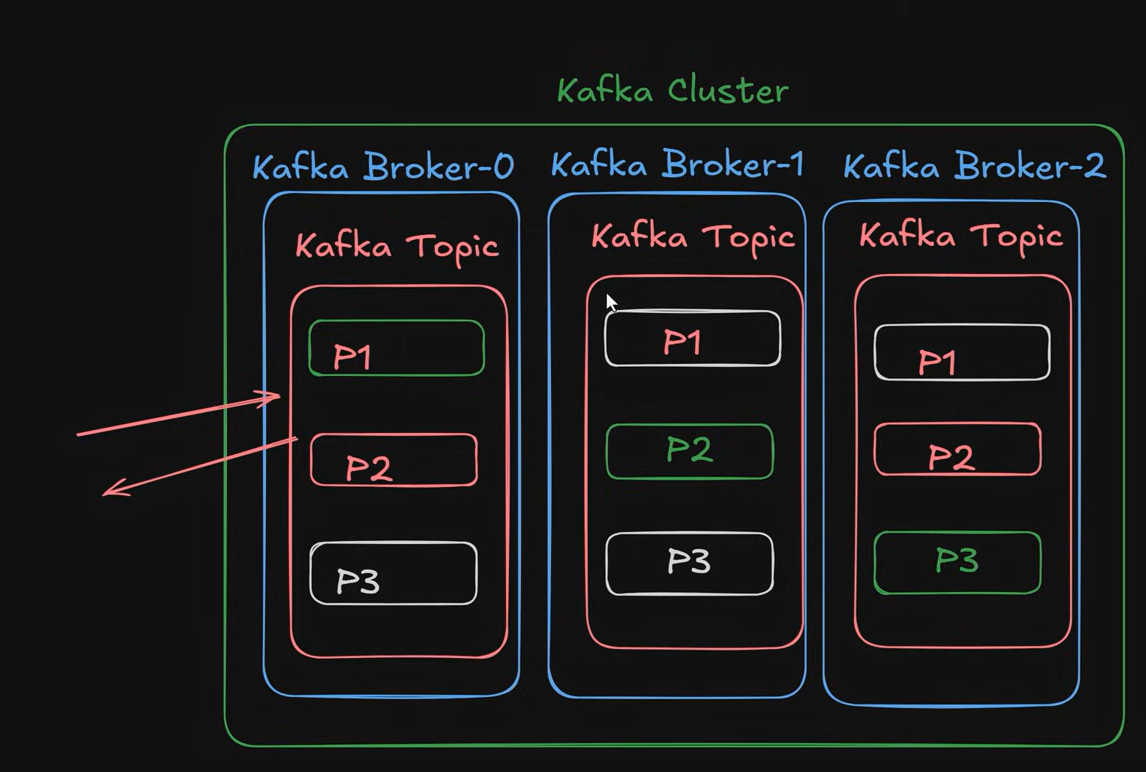 Kafka Cluster
Kafka Broker-0
Kafka Topic
P1
P2
P3
Kafka Broker-1
Kafka Topic
P1
P2
P3
Kafka Broker-2
Kafka Topic
P1
P2
P3